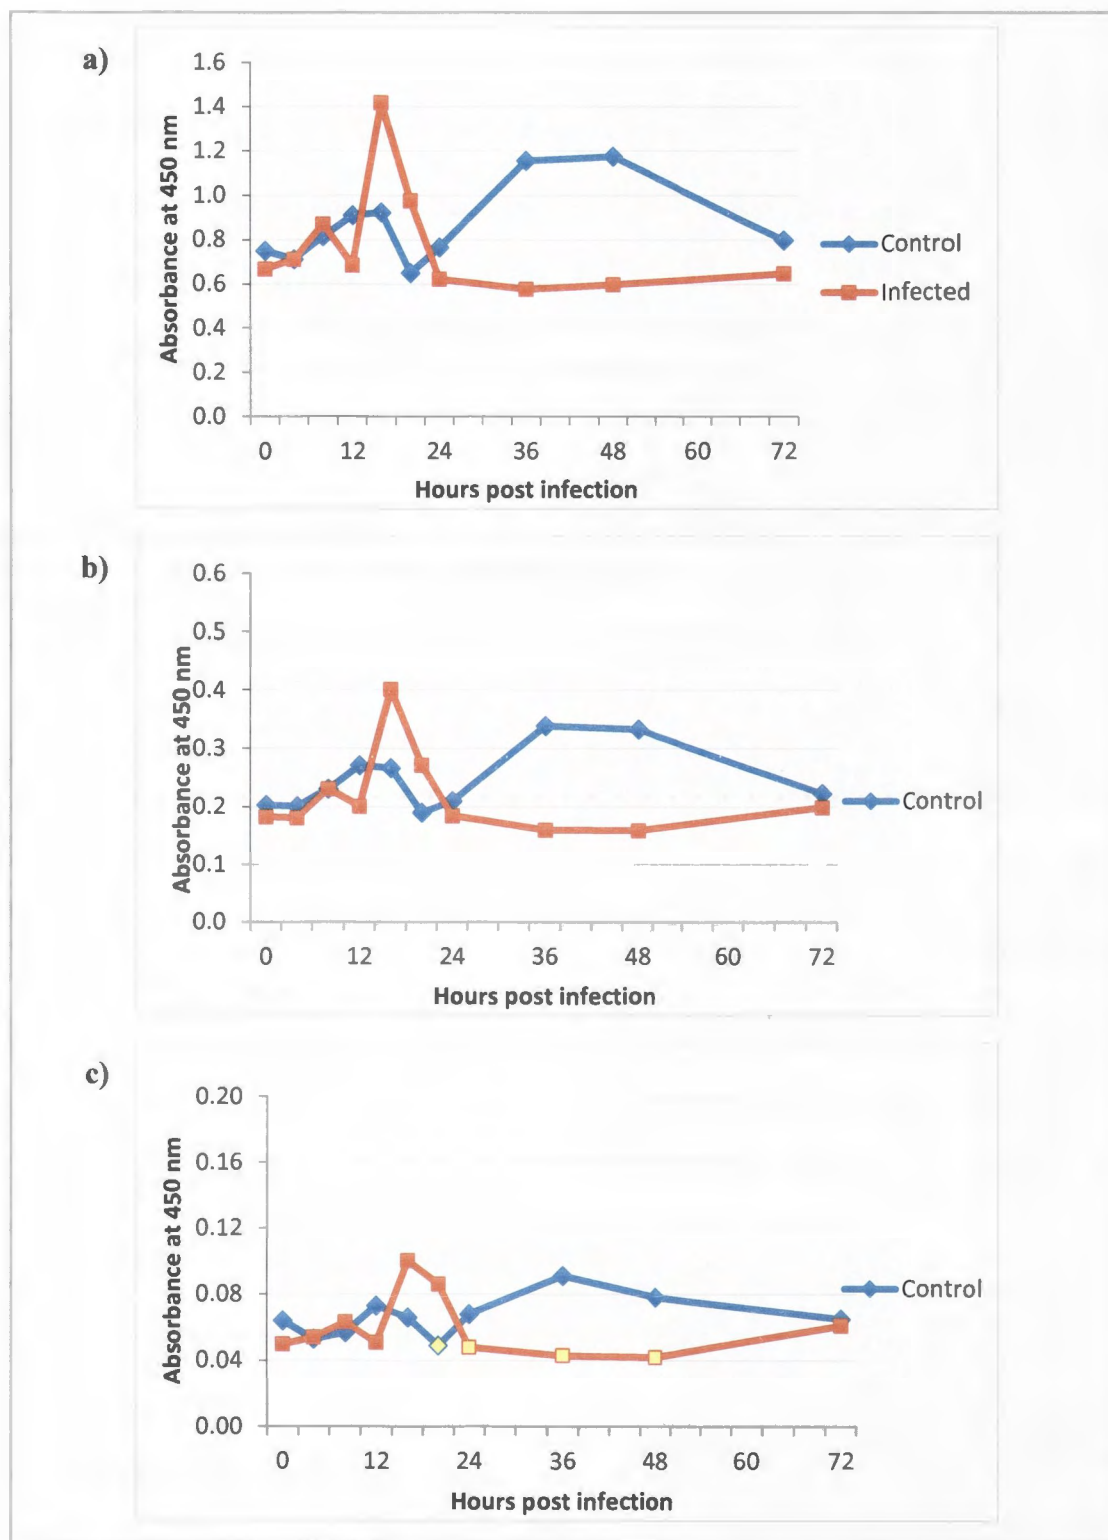 a)
Absorbance at 450 nm
1.6
1.4
1.2
1.0
0.8
0.6
0.4
0.2
0.0
0 12 24 36 48 60 72
Hours post infection
Control
Infected
b)
Absorbance at 450 nm
0.6
0.5
0.4
0.3
0.2
0.1
0.0
0 12 24 36 48 60 72
Hours post infection
Control
c)
Absorbance at 450 nm
0.20
0.16
0.12
0.08
0.04
0.00
0 12 24 36 48 60 72
Hours post infection
Control